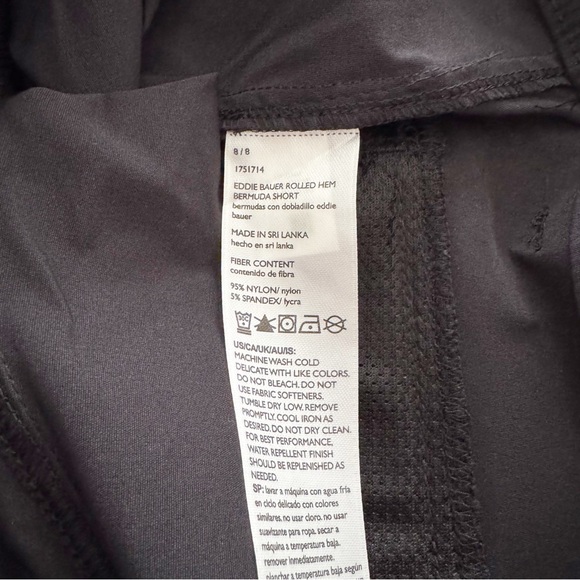 8 / 8
1751714
EDDIE BAUER ROLLED HEM
BERMUDA SHORT
bermudas con dobladillo eddie
bauer
MADE IN SRI LANKA
hecho en sri lanka
FIBER CONTENT
contenido de fibra
95% NYLON/ nylon
5% SPANDEX/ lycra
US/CA/UK/AU/IS:
MACHINE WASH COLD
DELICATE WITH LIKE COLORS.
DO NOT BLEACH. DO NOT
USE FABRIC SOFTENERS.
TUMBLE DRY LOW. REMOVE
PROMPTLY. COOL IRON AS
DESIRED. DO NOT DRY CLEAN.
FOR BEST PERFORMANCE,
WATER REPELLENT FINISH
SHOULD BE REPLENISHED AS
NEEDED.
SP: lavar a máquina con agua fría
en ciclo delicado con colores
similares. no usar cloro. no usar
suavizante para ropa. secar a
máquina a temperatura baja.
remover inmediatamente.
planchar a temperatura baja según